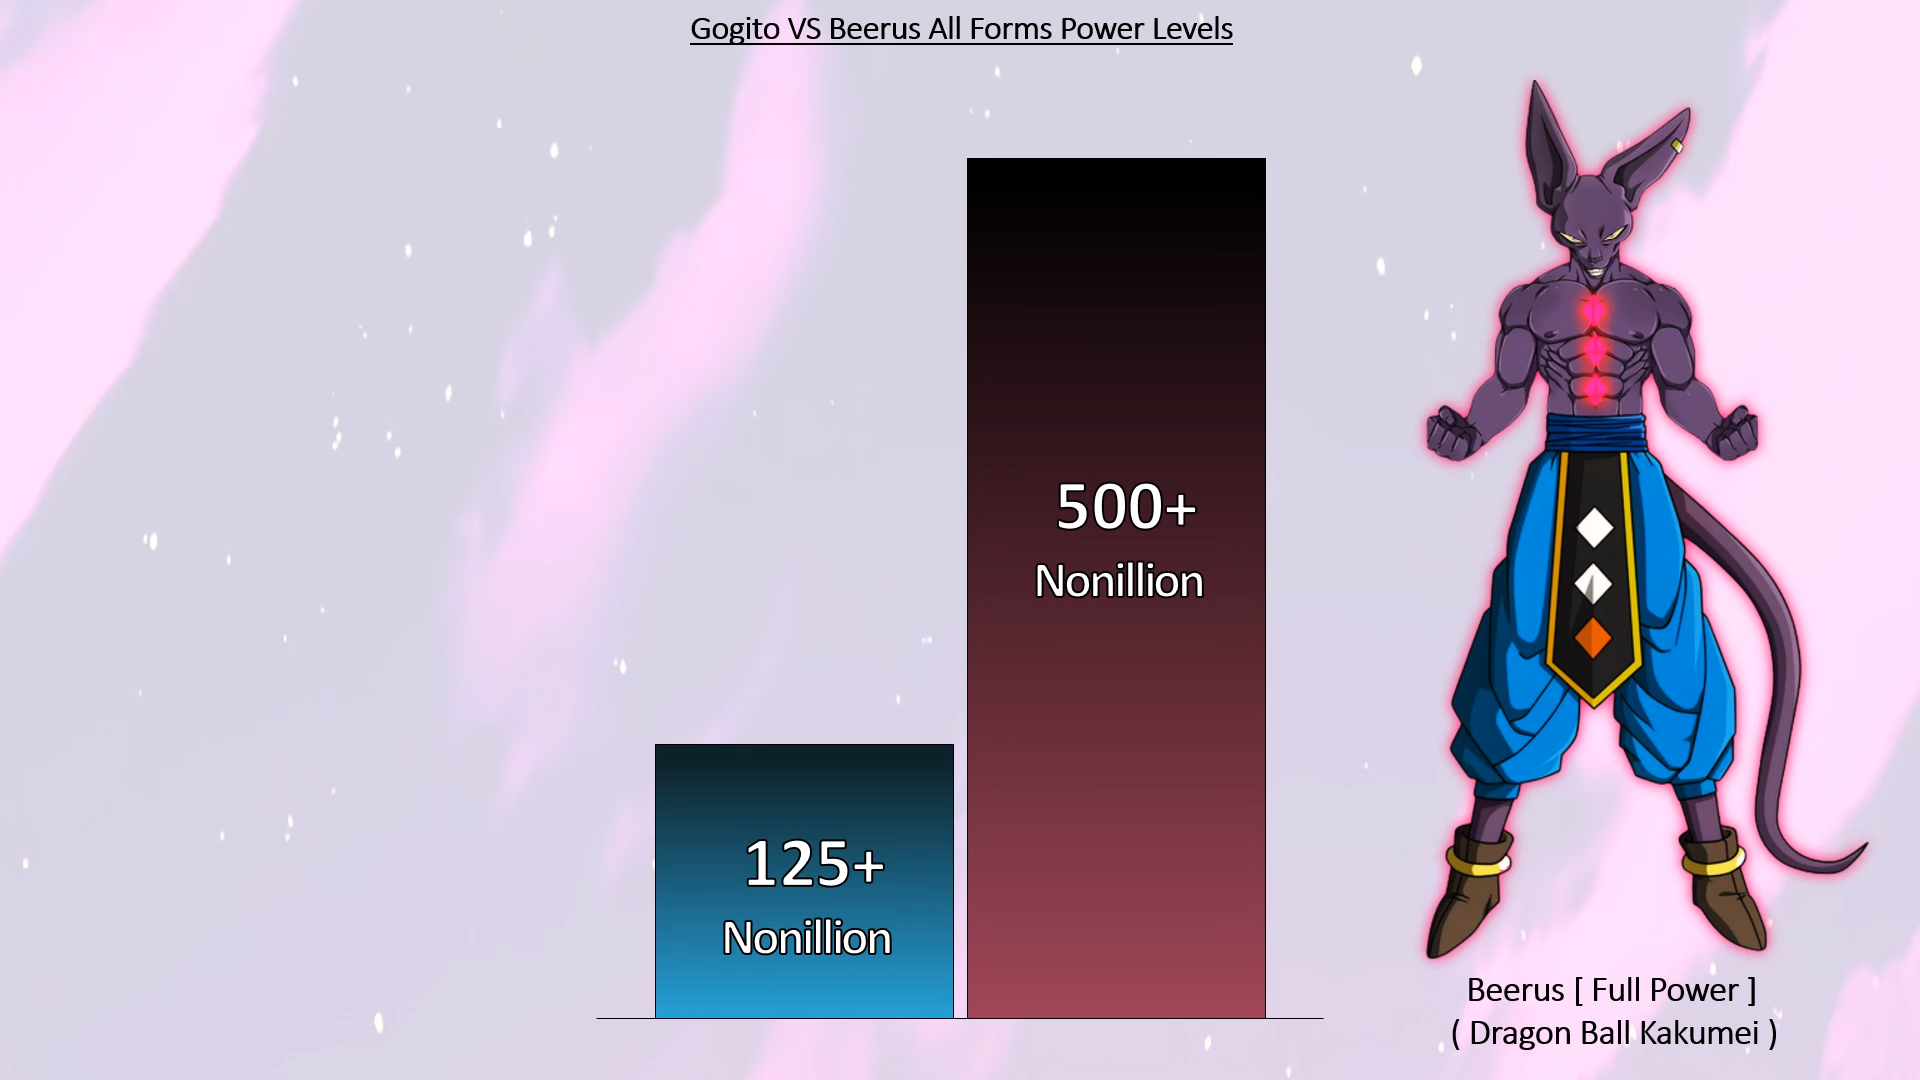 Gogito VS Beerus All Forms Power Levels
500+
Nonillion
125+
Nonillion
Beerus [ Full Power ]
( Dragon Ball Kakumei )